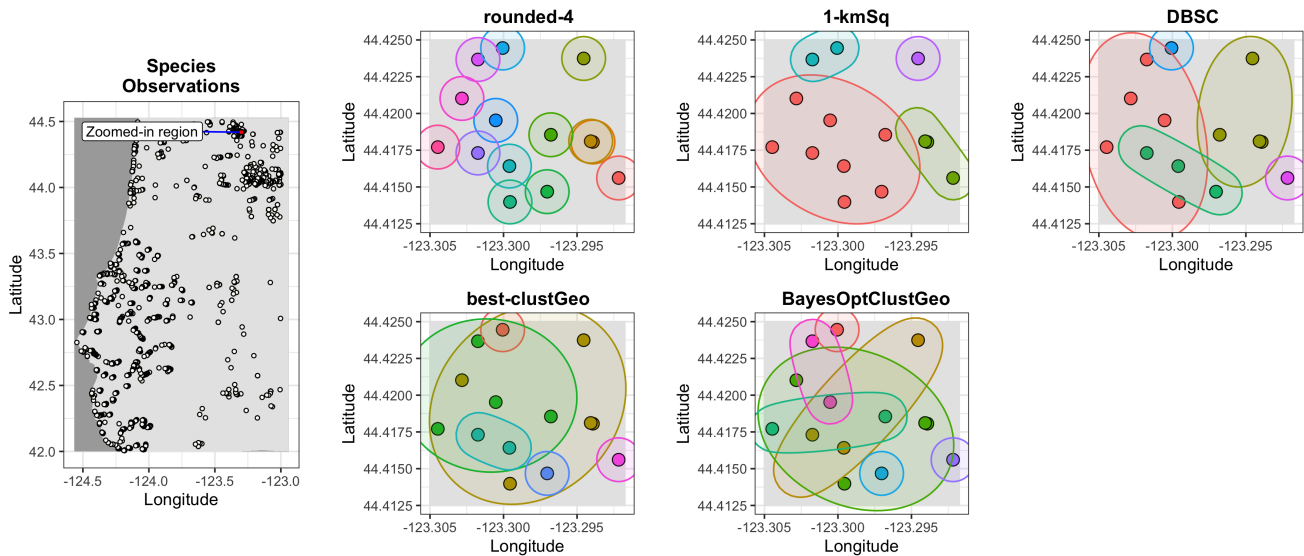 Species
Observations
Latitude
44.5
44.0
43.5
43.0
42.5
42.0
Zoomed-in region
-124.5 -124.0 -123.5 -123.0
Longitude
rounded-4
Latitude
44.4250
44.4225
44.4200
44.4175
44.4150
44.4125
-123.305 -123.300 -123.295
Longitude
1-kmSq
Latitude
44.4250
44.4225
44.4200
44.4175
44.4150
44.4125
-123.305 -123.300 -123.295
Longitude
DBSC
Latitude
44.4250
44.4225
44.4200
44.4175
44.4150
44.4125
-123.305 -123.300 -123.295
Longitude
best-clustGeo
Latitude
44.4250
44.4225
44.4200
44.4175
44.4150
44.4125
-123.305 -123.300 -123.295
Longitude
BayesOptClustGeo
Latitude
44.4250
44.4225
44.4200
44.4175
44.4150
44.4125
-123.305 -123.300 -123.295
Longitude